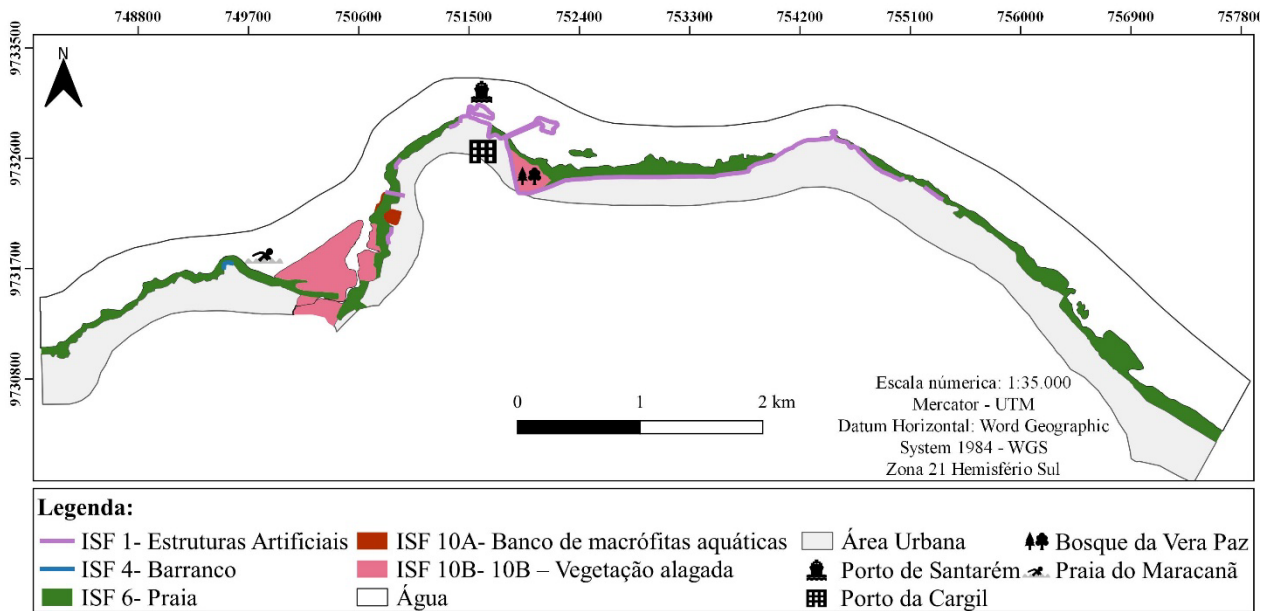 748800 749700 750600 751500 752400 753300 754200 755100 756000 756900 757800
9733500
N
9732600
9731700
9730800
0 1 2 km
Escala númerica: 1:35.000
Mercator - UTM
Datum Horizontal: Word Geographic
System 1984 - WGS
Zona 21 Hemisfério Sul
Legenda:
ISF 1- Estruturas Artificiais ISF 10A- Banco de macrófitas aquáticas Área Urbana Bosque da Vera Paz
ISF 4- Barranco ISF 10B- 10B – Vegetação alagada Porto de Santarém Praia do Maracanã
ISF 6- Praia Água Porto da Cargil